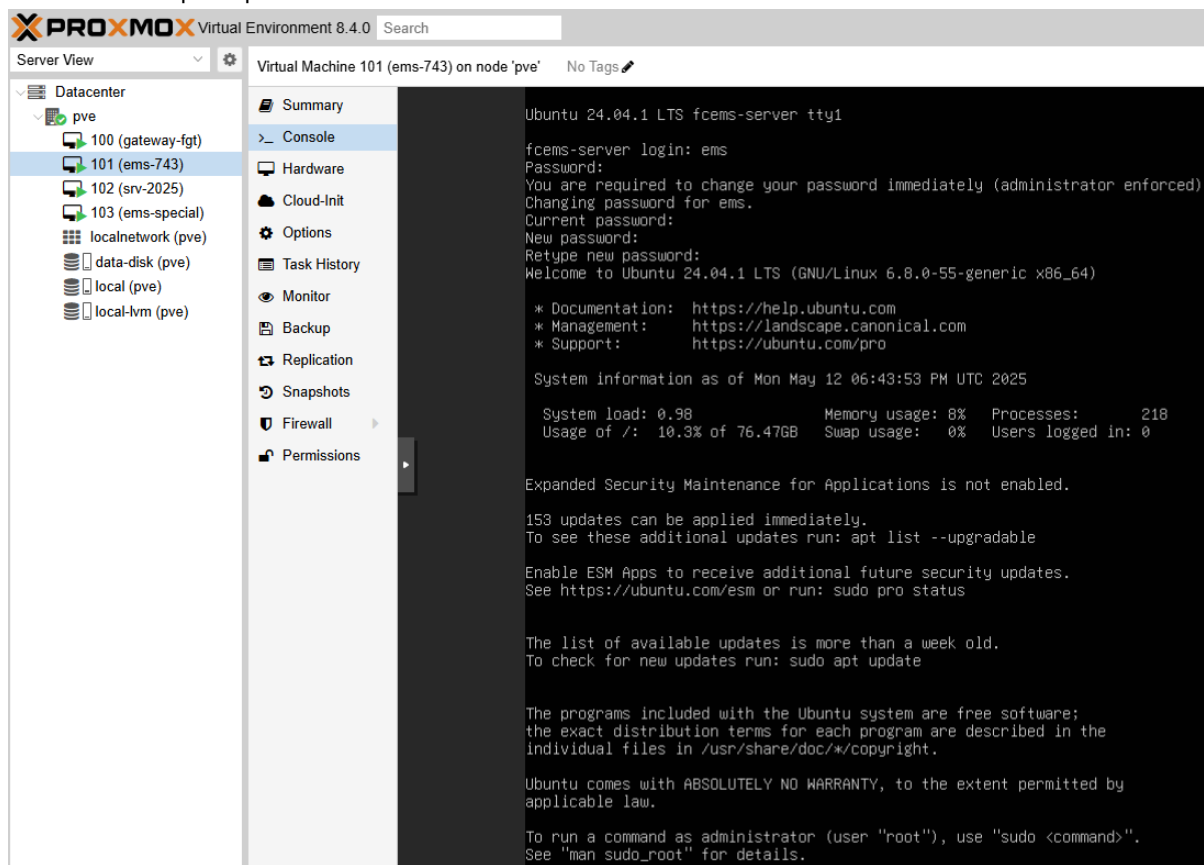 PROXMOX Virtual Environment 8.4.0 Search
Server View
Virtual Machine 101 (ems-743) on node 'pve' No Tags
Datacenter
pve
100 (gateway-fgt)
101 (ems-743)
102 (srv-2025)
103 (ems-special)
localnetwork (pve)
data-disk (pve)
local (pve)
local-lvm (pve)
Summary
>_ Console
Hardware
Cloud-Init
Options
Task History
Monitor
Backup
Replication
Snapshots
Firewall
Permissions
Ubuntu 24.04.1 LTS fcems-server tty1
fcems-server login: ems
Password:
You are required to change your password immediately (administrator enforced)
Changing password for ems.
Current password:
New password:
Retype new password:
Welcome to Ubuntu 24.04.1 LTS (GNU/Linux 6.8.0-55-generic x86_64)
* Documentation: https://help.ubuntu.com
* Management: https://landscape.canonical.com
* Support: https://ubuntu.com/pro
System information as of Mon May 12 06:43:53 PM UTC 2025
System load: 0.98 Memory usage: 8% Processes: 218
Usage of /: 10.3% of 76.47GB Swap usage: 0% Users logged in: 0
Expanded Security Maintenance for Applications is not enabled.
153 updates can be applied immediately.
To see these additional updates run: apt list --upgradable
Enable ESM Apps to receive additional future security updates.
See https://ubuntu.com/esm or run: sudo pro status
The list of available updates is more than a week old.
To check for new updates run: sudo apt update
The programs included with the Ubuntu system are free software;
the exact distribution terms for each program are described in the
individual files in /usr/share/doc/*/copyright.
Ubuntu comes with ABSOLUTELY NO WARRANTY, to the extent permitted by
applicable law.
To run a command as administrator (user "root"), use "sudo <command>".
See "man sudo_root" for details.